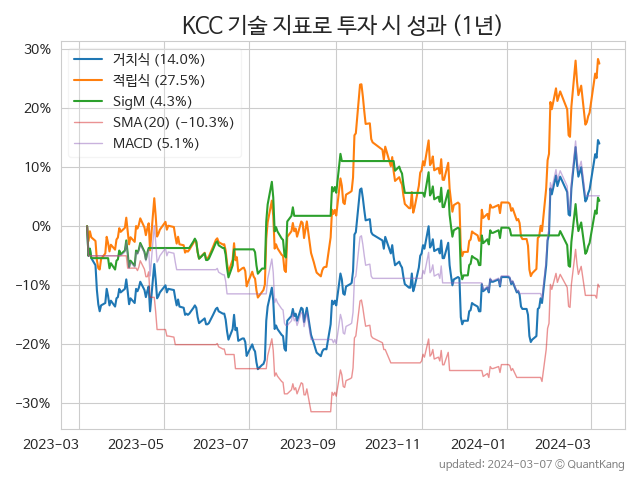 KCC 기술 지표로 투자 시 성과 (1년)
30%
20%
10%
0%
−10%
−20%
−30%
거치식 (14.0%)
적립식 (27.5%)
SigM (4.3%)
SMA(20) (−10.3%)
MACD (5.1%)
2023-03 2023-05 2023-07 2023-09 2023-11 2024-01 2024-03
updated: 2024-03-07 © QuantKang